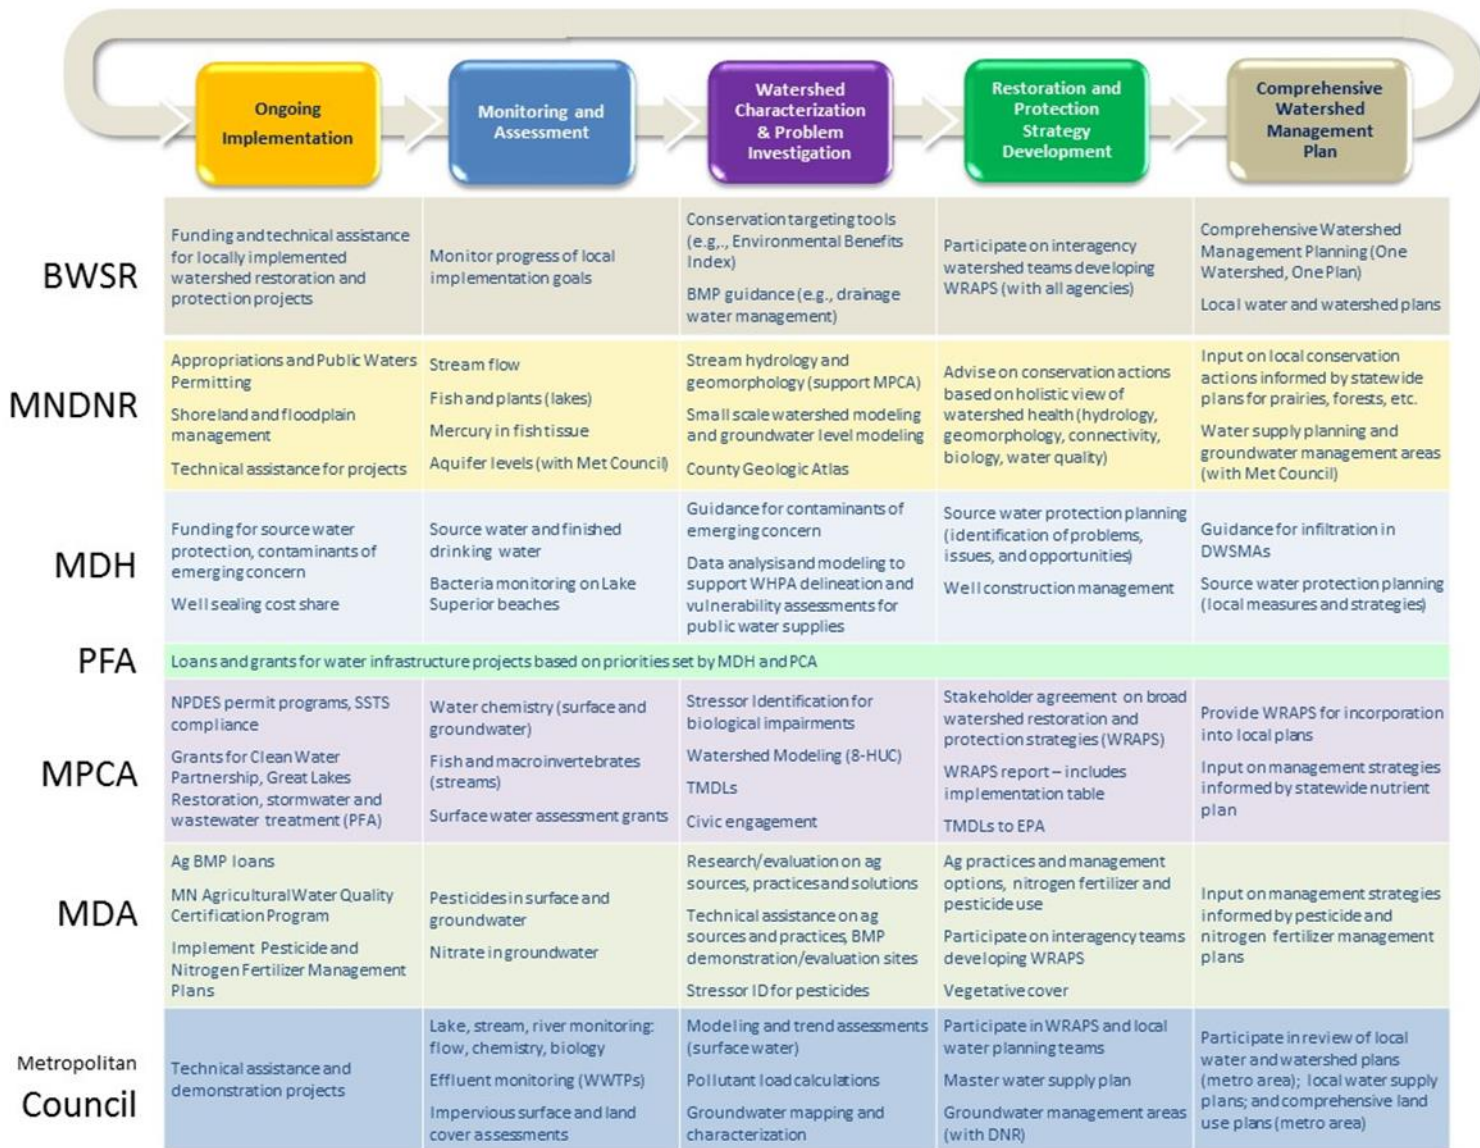 Ongoing
Implementation
Monitoring and
Assessment
Watershed
Characterization
& Problem
Investigation
Restoration and
Protection
Strategy
Development
Comprehensive
Watershed
Management
Plan
BWSR
Funding and technical assistance
for locally implemented
watershed restoration and
protection projects
Monitor progress of local
implementation goals
Conservation targeting tools
(e.g,., Environmental Benefits
Index)
BMP guidance (e.g., drainage
water management)
Participate on interagency
watershed teams developing
WRAPS (with all agencies)
Comprehensive Watershed
Management Planning (One
Watershed, One Plan)
Local water and watershed plans
MNDNR
Appropriations and Public Waters
Permitting
Shoreland and floodplain
management
Technical assistance for projects
Stream flow
Fish and plants (lakes)
Mercury in fish tissue
Aquifer levels (with Met Council)
Stream hydrology and
geomorphology (support MPCA)
Small scale watershed modeling
and groundwater level modeling
County Geologic Atlas
Advise on conservation actions
based on holistic view of
watershed health (hydrology,
geomorphology, connectivity,
biology, water quality)
Input on local conservation
actions informed by statewide
plans for prairies, forests, etc.
Water supply planning and
groundwater management areas
(with Met Council)
MDH
Funding for source water
protection, contaminants of
emerging concern
Well sealing cost share
Source water and finished
drinking water
Bacteria monitoring on Lake
Superior beaches
Guidance for contaminants of
emerging concern
Data analysis and modeling to
support WHPA delineation and
vulnerability assessments for
public water supplies
Source water protection planning
(identification of problems,
issues, and opportunities)
Well construction management
Guidance for infiltration in
DWSMAs
Source water protection planning
(local measures and strategies)
PFA
Loans and grants for water infrastructure projects based on priorities set by MDH and PCA
MPCA
NPDES permit programs, SSTS
compliance
Grants for Clean Water
Partnership, Great Lakes
Restoration, stormwater and
wastewater treatment (PFA)
Water chemistry (surface and
groundwater)
Fish and macroinvertebrates
(streams)
Surface water assessment grants
Stressor Identification for
biological impairments
Watershed Modeling (8-HUC)
TMDLs
Civic engagement
Stakeholder agreement on broad
watershed restoration and
protection strategies (WRAPS)
WRAPS report – includes
implementation table
TMDLs to EPA
Provide WRAPS for incorporation
into local plans
Input on management strategies
informed by statewide nutrient
plan
MDA
Ag BMP loans
MN Agricultural Water Quality
Certification Program
Implement Pesticide and
Nitrogen Fertilizer Management
Plans
Pesticides in surface and
groundwater
Nitrate in groundwater
Research/evaluation on ag
sources, practices and solutions
Technical assistance on ag
sources and practices, BMP
demonstration/evaluation sites
Stressor ID for pesticides
Ag practices and management
options, nitrogen fertilizer and
pesticide use
Participate on interagency teams
developing WRAPS
Vegetative cover
Input on management strategies
informed by pesticide and
nitrogen fertilizer management
plans
Metropolitan
Council
Technical assistance and
demonstration projects
Lake, stream, river monitoring:
flow, chemistry, biology
Effluent monitoring (WWTPs)
Impervious surface and land
cover assessments
Modeling and trend assessments
(surface water)
Pollutant load calculations
Groundwater mapping and
characterization
Participate in WRAPS and local
water planning teams
Master water supply plan
Groundwater management areas
(with DNR)
Participate in review of local
water and watershed plans
(metro area); local water supply
plans; and comprehensive land
use plans (metro area)